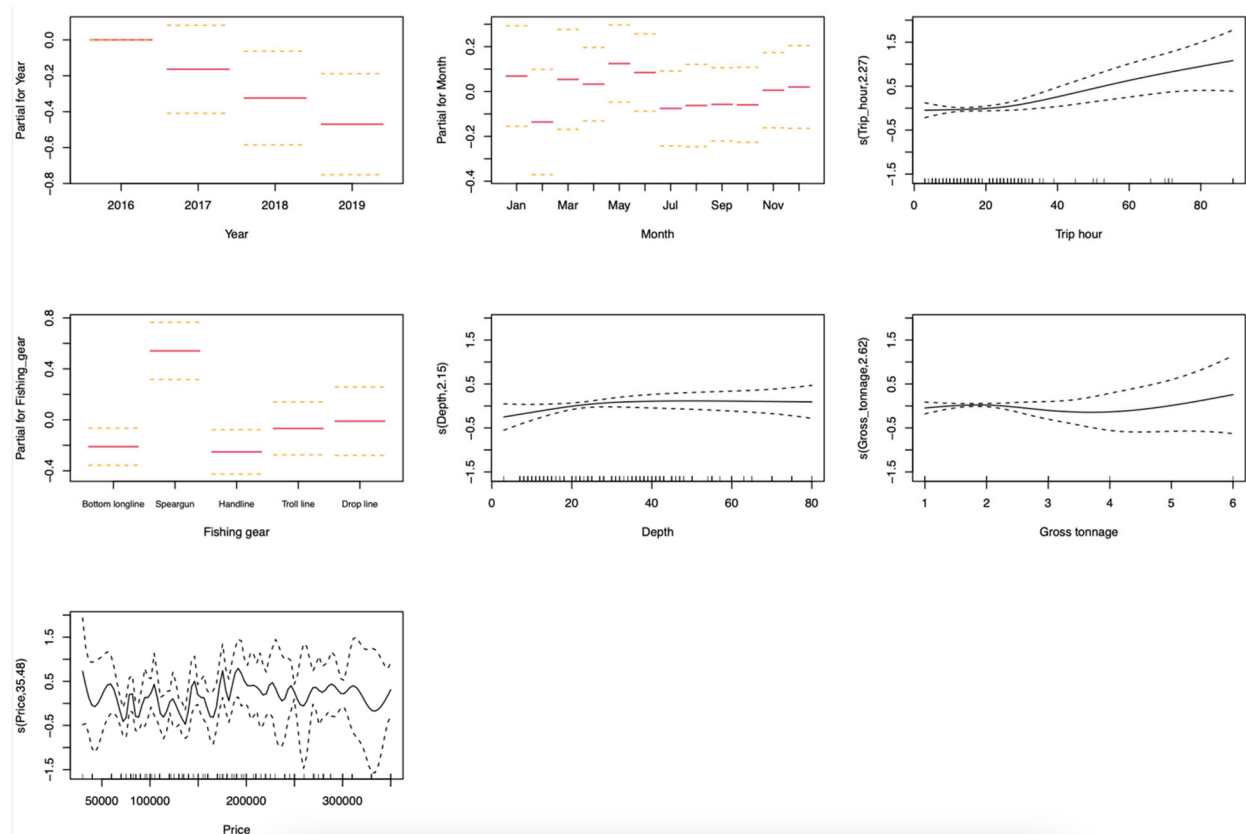 Partial for Year
0.0
−0.2
−0.4
−0.6
−0.8
2016 2017 2018 2019
Year
Partial for Month
0.2
0.0
−0.2
−0.4
Jan Mar May Jul Sep Nov
Month
s(Trip_hour,2.27)
1.5
0.5
−0.5
−1.5
0 20 40 60 80
Trip hour
Partial for Fishing_gear
0.8
0.4
0.0
−0.4
Bottom longline Speargun Handline Troll line Drop line
Fishing gear
s(Depth,2.15)
1.5
0.5
−0.5
−1.5
0 20 40 60 80
Depth
s(Gross_tonnage,2.62)
1.5
0.5
−0.5
−1.5
1 2 3 4 5 6
Gross tonnage
s(Price,35.48)
1.5
0.5
−0.5
−1.5
50000 100000 200000 300000
Price